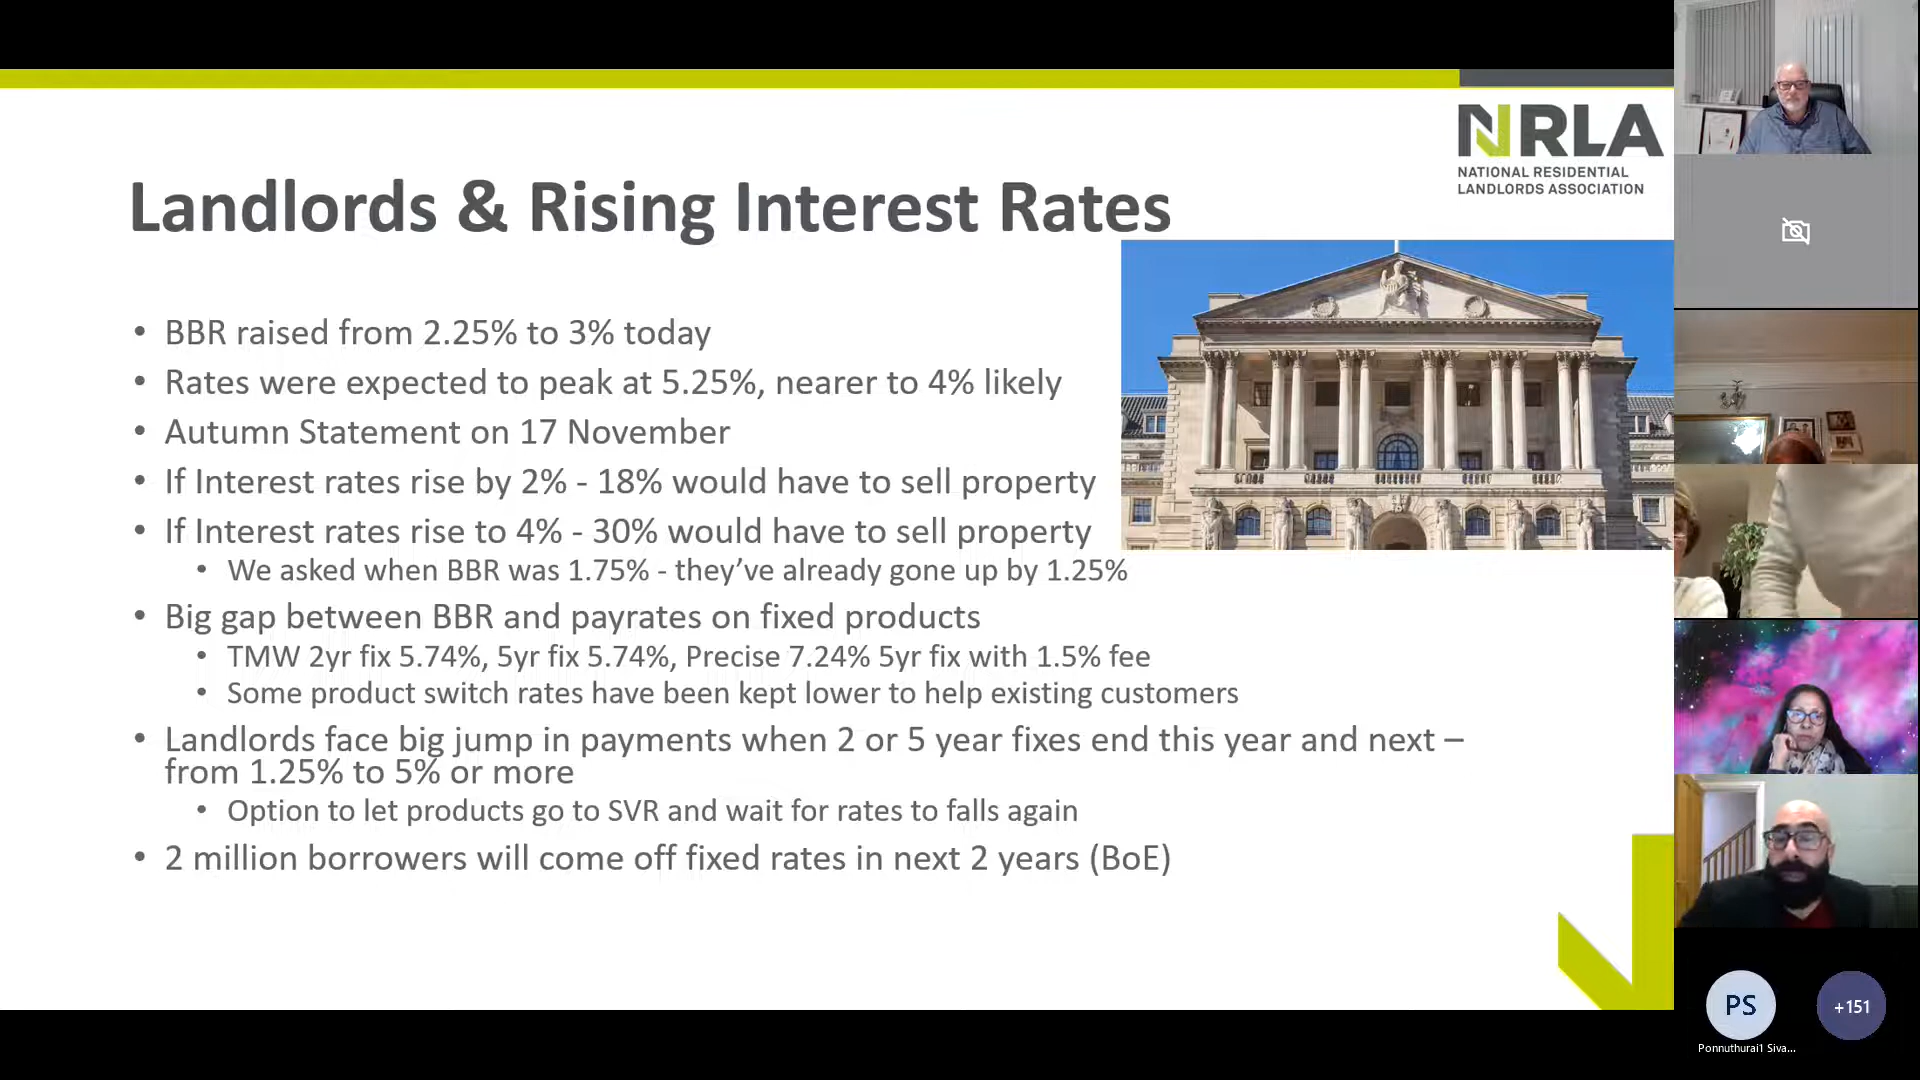 NRLA
NATIONAL RESIDENTIAL
LANDLORDS ASSOCIATION
Landlords & Rising Interest Rates
• BBR raised from 2.25% to 3% today
• Rates were expected to peak at 5.25%, nearer to 4% likely
• Autumn Statement on 17 November
• If Interest rates rise by 2% - 18% would have to sell property
• If Interest rates rise to 4% - 30% would have to sell property
• We asked when BBR was 1.75% - they’ve already gone up by 1.25%
• Big gap between BBR and payrates on fixed products
• TMW 2yr fix 5.74%, 5yr fix 5.74%, Precise 7.24% 5yr fix with 1.5% fee
• Some product switch rates have been kept lower to help existing customers
• Landlords face big jump in payments when 2 or 5 year fixes end this year and next –
from 1.25% to 5% or more
• Option to let products go to SVR and wait for rates to falls again
• 2 million borrowers will come off fixed rates in next 2 years (BoE)
PS
+151
Ponnuthurai1 Siva...